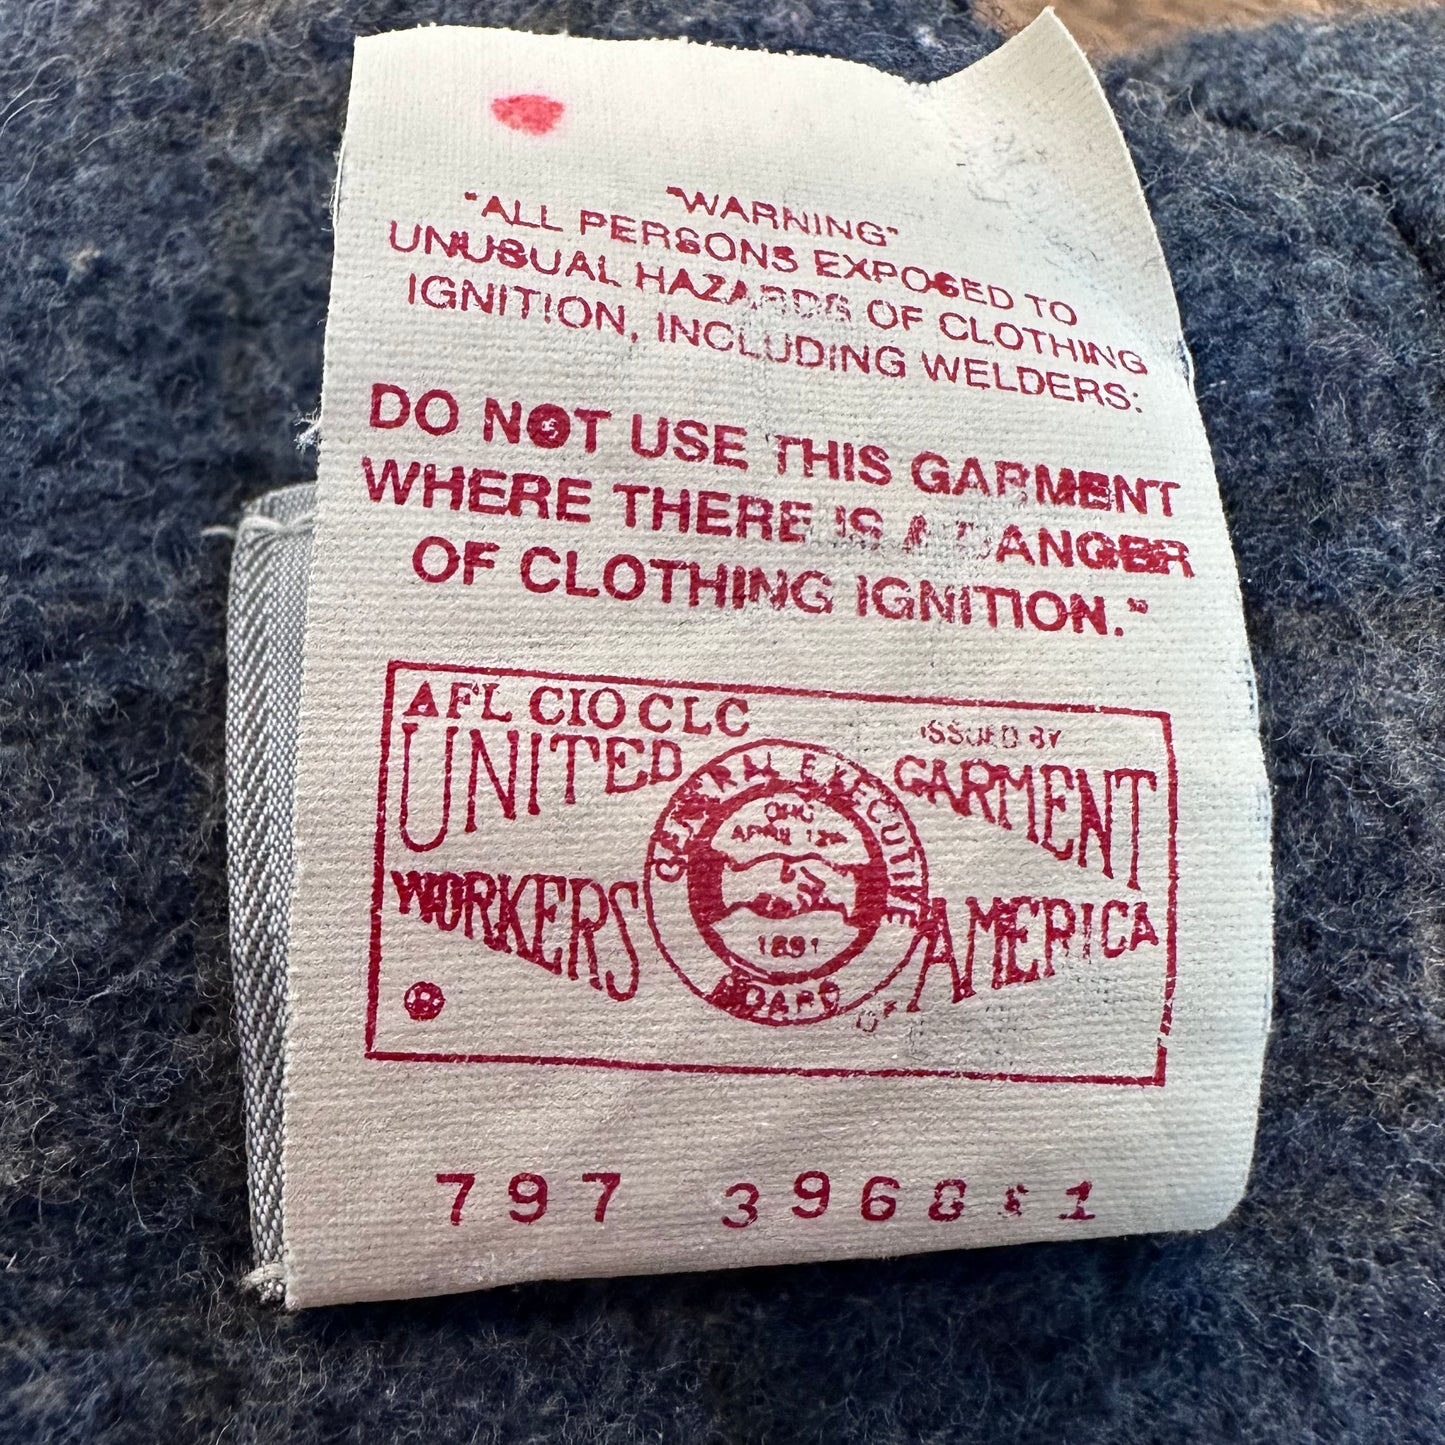 "WARNING"
"ALL PERSONS EXPOSED TO
UNUSUAL HAZARDS OF CLOTHING
IGNITION, INCLUDING WELDERS:
DO NOT USE THIS GARMENT
WHERE THERE IS A DANGER
OF CLOTHING IGNITION."
AFL CIO CLC
ISSUED BY
UNITED GARMENT
WORKERS OF AMERICA
GENERAL EXECUTIVE
BOARD
APRIL 12
1891
®
797 3968 1